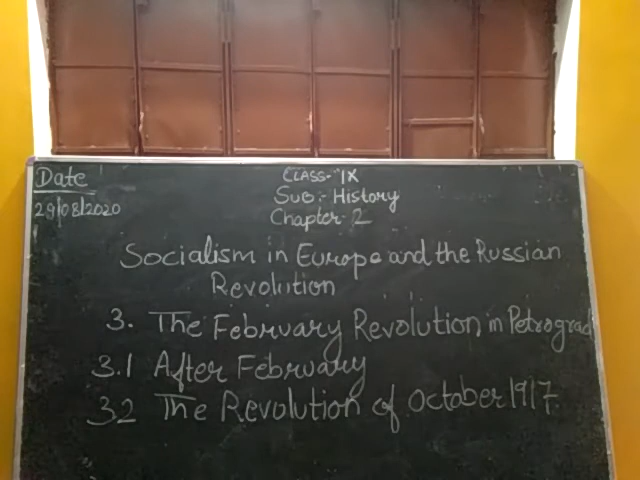 Date
29/08/2020
CLASS-"IX
Sub:- History
Chapter-2
Socialism in Europe and the Russian
Revolution
3. The February Revolution in Petrograd
3.1 After February
3.2 The Revolution of October 1917